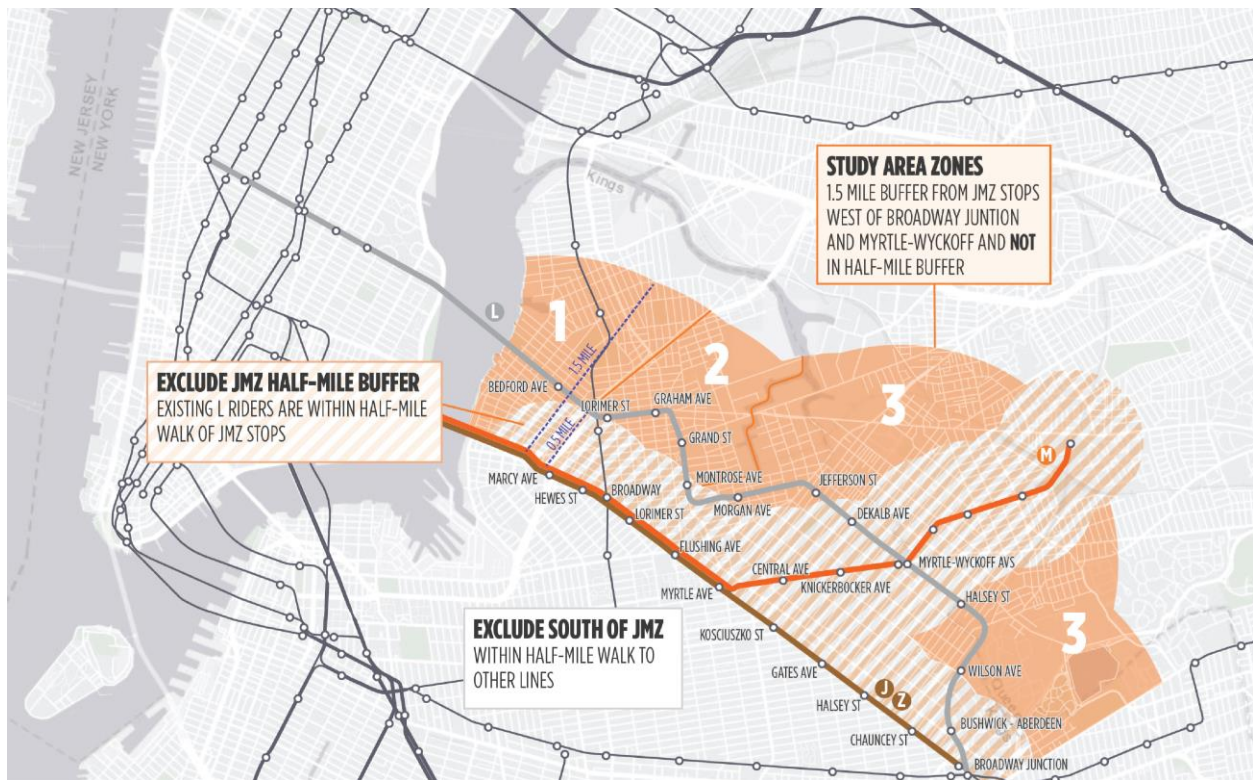 NEW JERSEY
NEW YORK
Kings
STUDY AREA ZONES
1.5 MILE BUFFER FROM JMZ STOPS
WEST OF BROADWAY JUNTION
AND MYRTLE-WYCKOFF AND NOT
IN HALF-MILE BUFFER
L
1
1.5 MILE
2
3
EXCLUDE JMZ HALF-MILE BUFFER
EXISTING L RIDERS ARE WITHIN HALF-MILE
WALK OF JMZ STOPS
BEDFORD AVE
LORIMER ST
GRAHAM AVE
0.5 MILE
GRAND ST
M
MARCY AVE
MONTROSE AVE
JEFFERSON ST
HEWES ST
BROADWAY
MORGAN AVE
LORIMER ST
DEKALB AVE
FLUSHING AVE
CENTRAL AVE
MYRTLE-WYCKOFF AVS
MYRTLE AVE
KNICKERBOCKER AVE
HALSEY ST
EXCLUDE SOUTH OF JMZ
WITHIN HALF-MILE WALK TO
OTHER LINES
KOSCIUSZKO ST
3
GATES AVE
WILSON AVE
J
Z
HALSEY ST
BUSHWICK - ABERDEEN
CHAUNCEY ST
BROADWAY JUNCTION